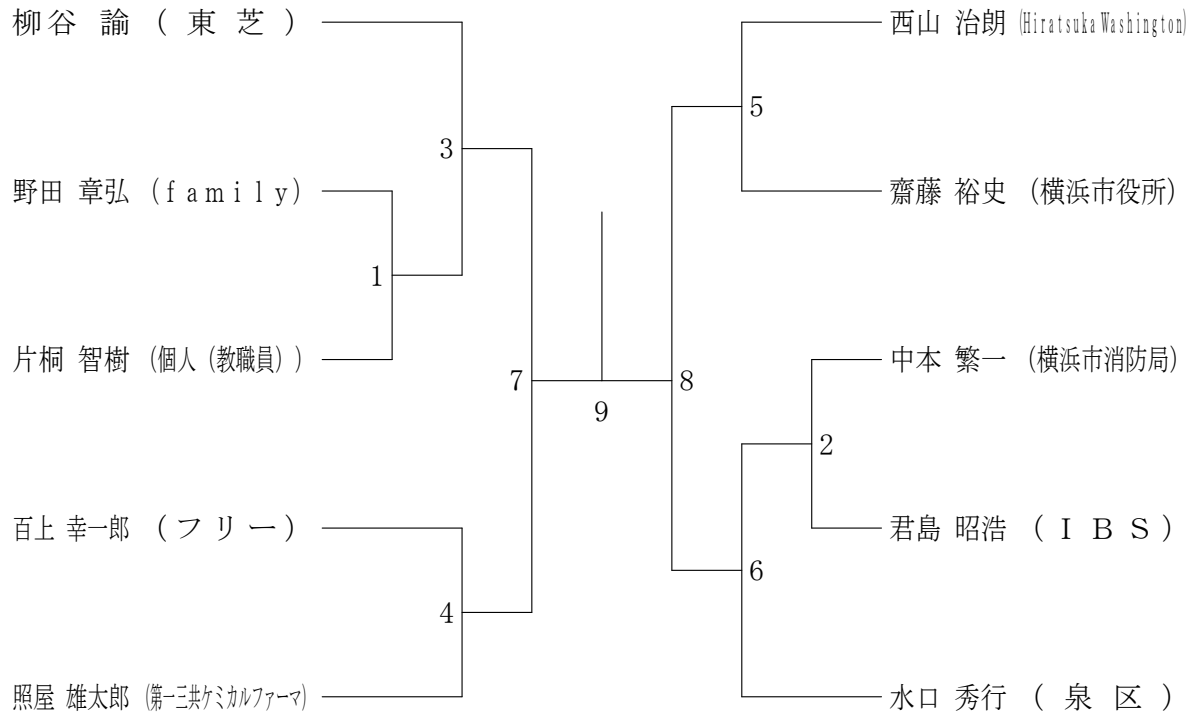 柳谷 諭 (東芝)
西山 治朗 (Hiratsuka Washington)
5
3
野田 章弘 (family)
齋藤 裕史 (横浜市役所)
1
片桐 智樹 (個人(教職員))
中本 繁一 (横浜市消防局)
7
8
9
2
百上 幸一郎 (フリー)
君島 昭浩 (IBS)
6
4
照屋 雄太郎 (第一三共ケミカルファーマ)
水口 秀行 (泉区)